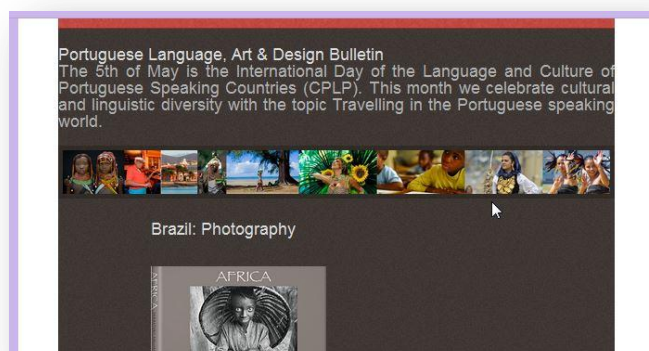 Portuguese Language, Art & Design Bulletin
The 5th of May is the International Day of the Language and Culture of
Portuguese Speaking Countries (CPLP). This month we celebrate cultural
and linguistic diversity with the topic Travelling in the Portuguese speaking
world.
Brazil: Photography
AFRICA
AFRICA